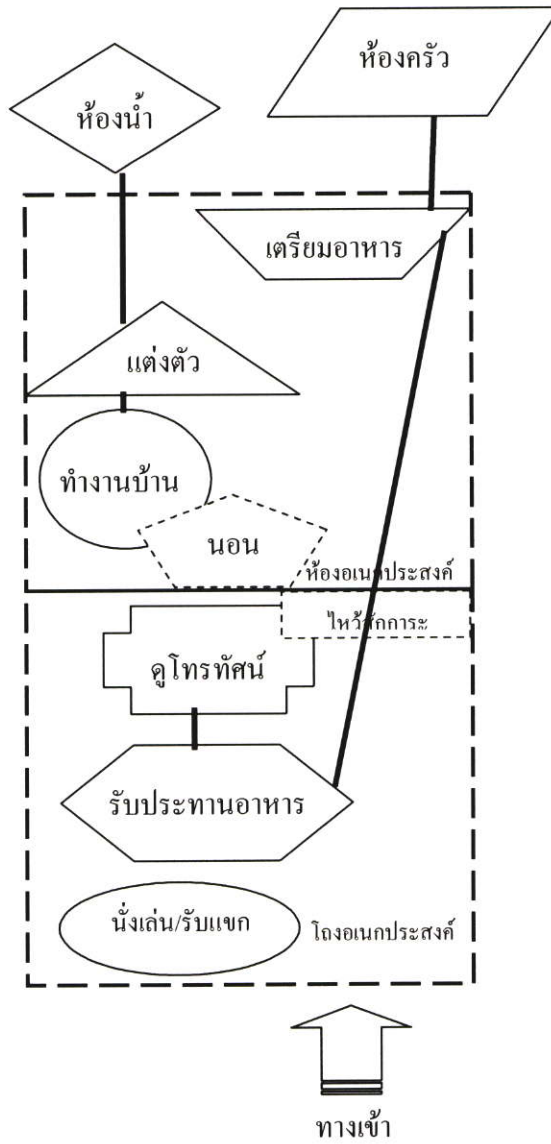 ห้องครัว
ห้องน้ำ
เตรียมอาหาร
แต่งตัว
ทำงานบ้าน
นอน
ห้องอเนกประสงค์
ไหว้สักการะ
ดูโทรทัศน์
รับประทานอาหาร
นั่งเล่น/รับแขก
โถงอเนกประสงค์
ทางเข้า